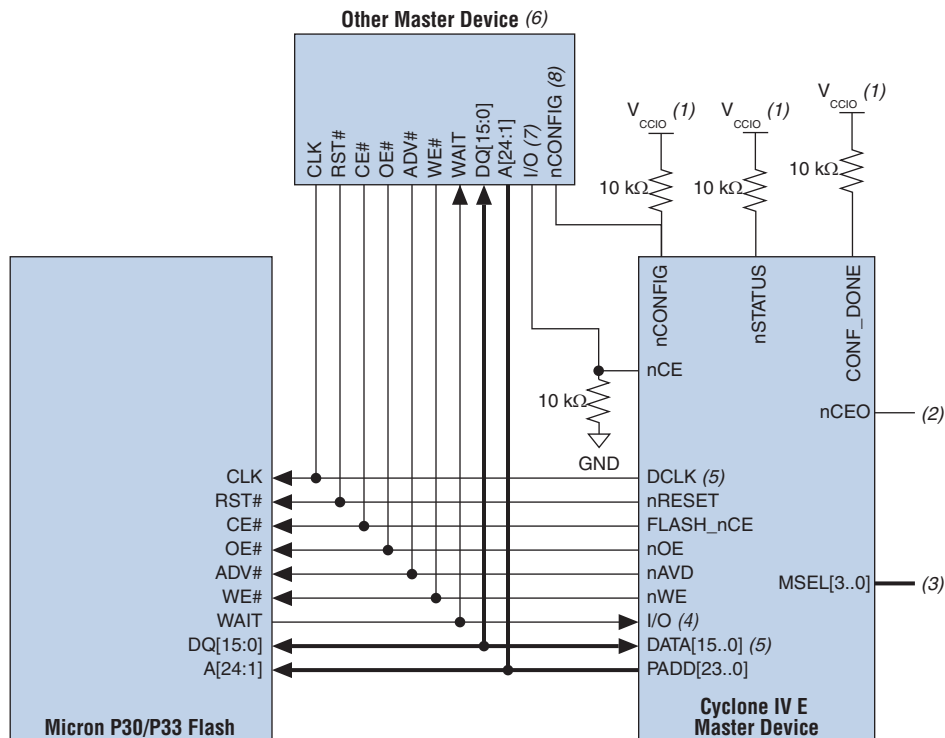 Other Master Device (6)
CLK
RST#
CE#
OE#
ADV#
WE#
WAIT
DQ[15:0]
A[24:1]
I/O (7)
nCONFIG (8)
VCCIO (1)
VCCIO (1)
VCCIO (1)
10 kΩ
10 kΩ
10 kΩ
nCONFIG
nSTATUS
CONF_DONE
nCE
10 kΩ
GND
nCEO
(2)
CLK
DCLK (5)
RST#
nRESET
CE#
FLASH_nCE
OE#
nOE
ADV#
nAVD
MSEL[3..0]
(3)
WE#
nWE
WAIT
I/O (4)
DQ[15:0]
DATA[15..0] (5)
A[24:1]
PADD[23..0]
Micron P30/P33 Flash
Cyclone IV E
Master Device